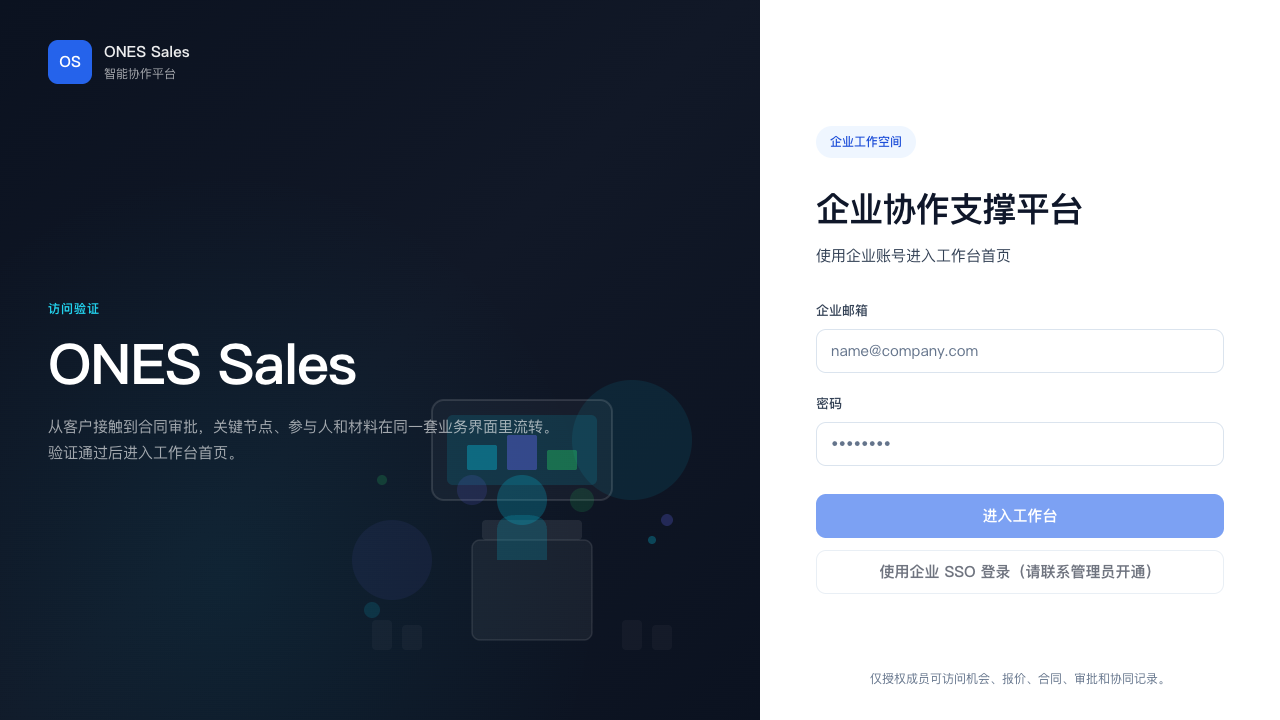 OS
ONES Sales
智能协作平台
访问验证
ONES Sales
从客户接触到合同审批，关键节点、参与人和材料在同一套业务界面里流转。
验证通过后进入工作台首页。
企业工作空间
企业协作支撑平台
使用企业账号进入工作台首页
企业邮箱
name@company.com
密码
••••••••
进入工作台
使用企业 SSO 登录（请联系管理员开通）
仅授权成员可访问机会、报价、合同、审批和协同记录。